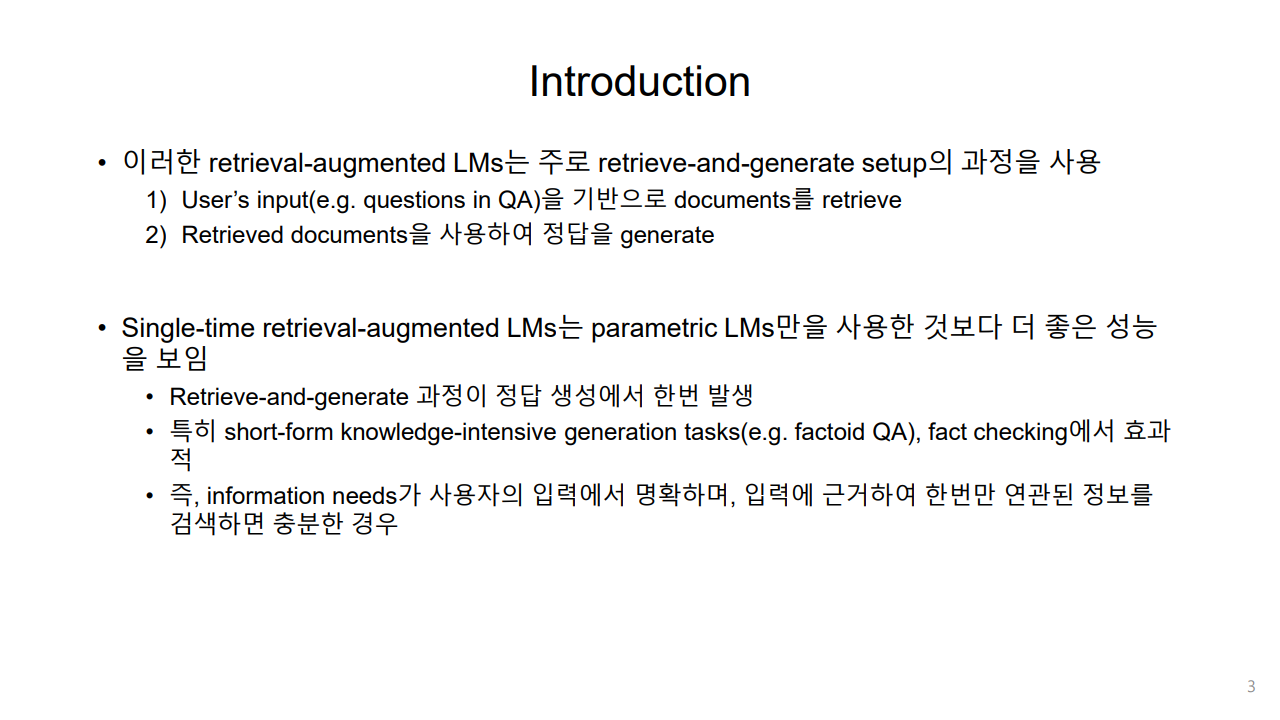 Introduction
• 이러한 retrieval-augmented LMs는 주로 retrieve-and-generate setup의 과정을 사용
1) User’s input(e.g. questions in QA)을 기반으로 documents를 retrieve
2) Retrieved documents을 사용하여 정답을 generate
• Single-time retrieval-augmented LMs는 parametric LMs만을 사용한 것보다 더 좋은 성능
을 보임
• Retrieve-and-generate 과정이 정답 생성에서 한번 발생
• 특히 short-form knowledge-intensive generation tasks(e.g. factoid QA), fact checking에서 효과
적
• 즉, information needs가 사용자의 입력에서 명확하며, 입력에 근거하여 한번만 연관된 정보를
검색하면 충분한 경우
3